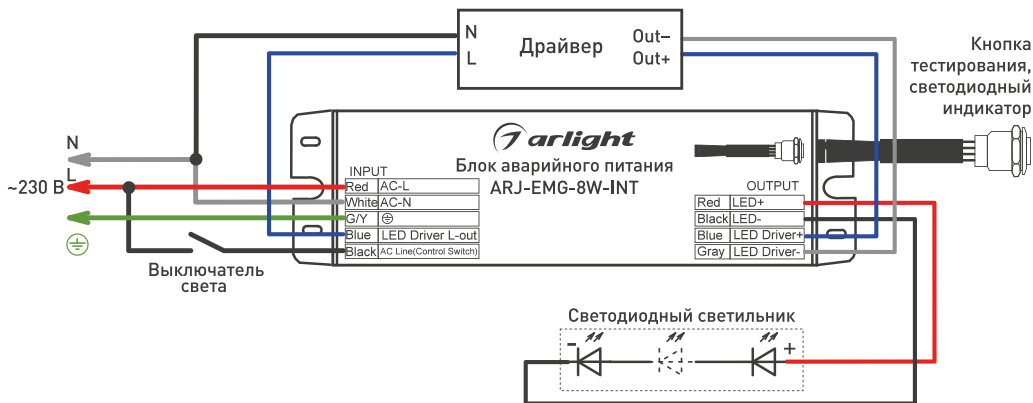 N
L
Драйвер
Out−
Out+
Кнопка
тестирования,
светодиодный
индикатор
arlight
Блок аварийного питания
ARJ-EMG-8W-INT
N
L
~230 В
INPUT
Red AC-L
White AC-N
G/Y
Blue LED Driver L-out
Black AC Line(Control Switch)
OUTPUT
Red LED+
Black LED-
Blue LED Driver+
Gray LED Driver-
Выключатель
света
Светодиодный светильник
- +